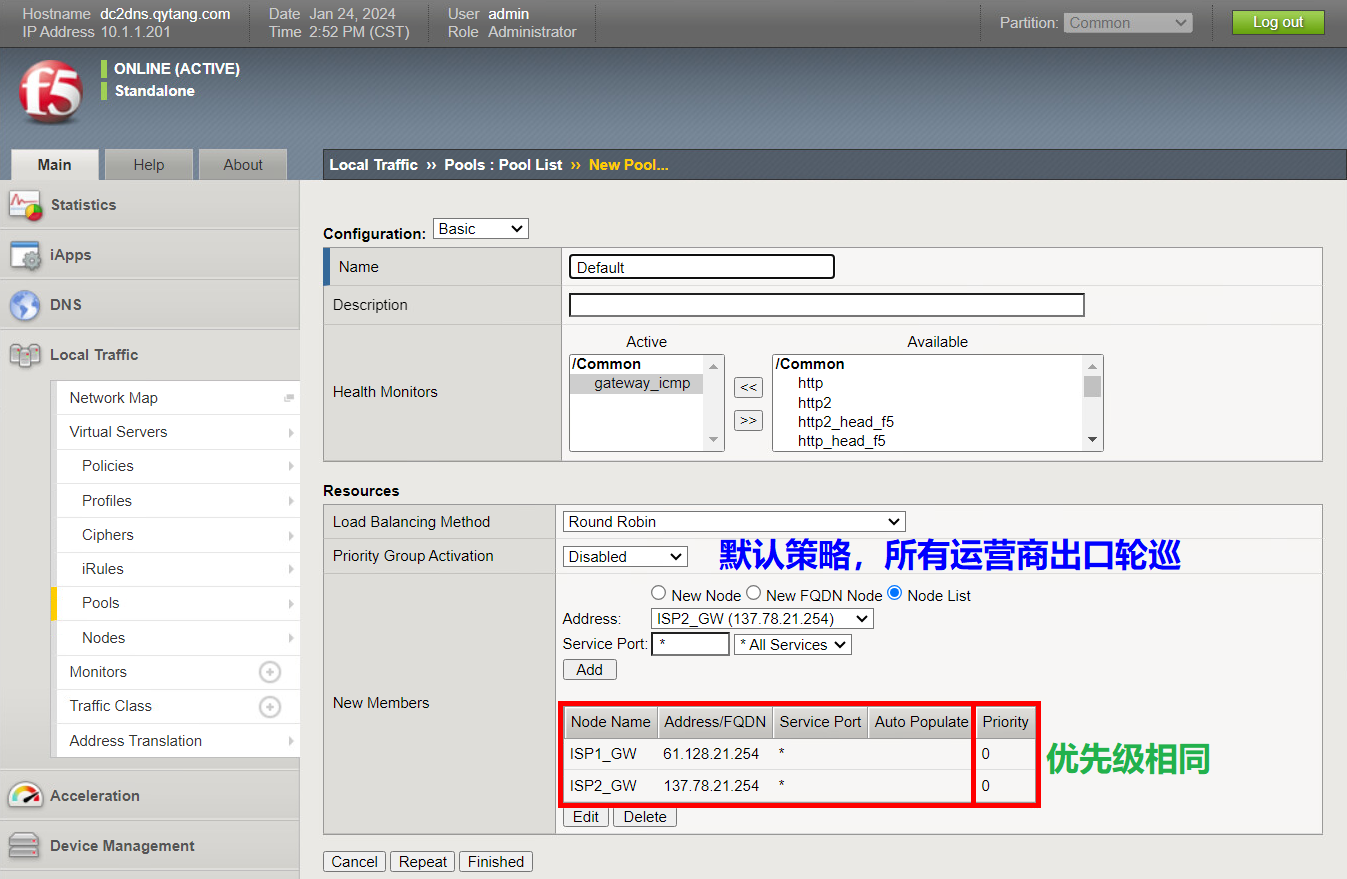 Hostname dc2dns.qytang.com Date Jan 24, 2024 User admin
IP Address 10.1.1.201 Time 2:52 PM (CST) Role Administrator
Partition: Common Log out
f5
ONLINE (ACTIVE)
Standalone
Main Help About
Local Traffic ›› Pools : Pool List ›› New Pool...
Statistics
iApps
DNS
Local Traffic
Network Map
Virtual Servers
Policies
Profiles
Ciphers
iRules
Pools
Nodes
Monitors
Traffic Class
Address Translation
Acceleration
Device Management
Configuration: Basic
Name Default
Description
Health Monitors
Active
/Common
gateway_icmp
<<
>>
Available
/Common
http
http2
http2_head_f5
http_head_f5
Resources
Load Balancing Method Round Robin
Priority Group Activation Disabled 默认策略，所有运营商出口轮巡
New Members
New Node New FQDN Node Node List
Address: ISP2_GW (137.78.21.254)
Service Port: * * All Services
Add
Node Name Address/FQDN Service Port Auto Populate Priority
ISP1_GW 61.128.21.254 * 0
ISP2_GW 137.78.21.254 * 0
优先级相同
Edit Delete
Cancel Repeat Finished